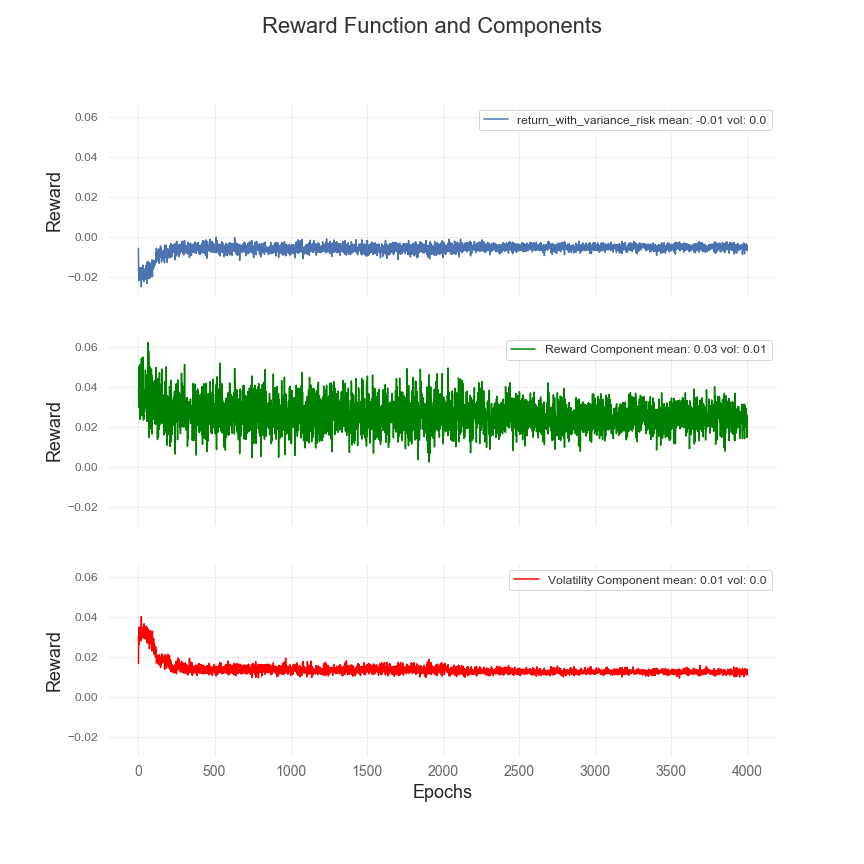 Reward Function and Components
0.06
0.04
0.02
0.00
−0.02
Reward
return_with_variance_risk mean: -0.01 vol: 0.0
0.06
0.04
0.02
0.00
−0.02
Reward
Reward Component mean: 0.03 vol: 0.01
0.06
0.04
0.02
0.00
−0.02
Reward
Volatility Component mean: 0.01 vol: 0.0
0 500 1000 1500 2000 2500 3000 3500 4000
Epochs